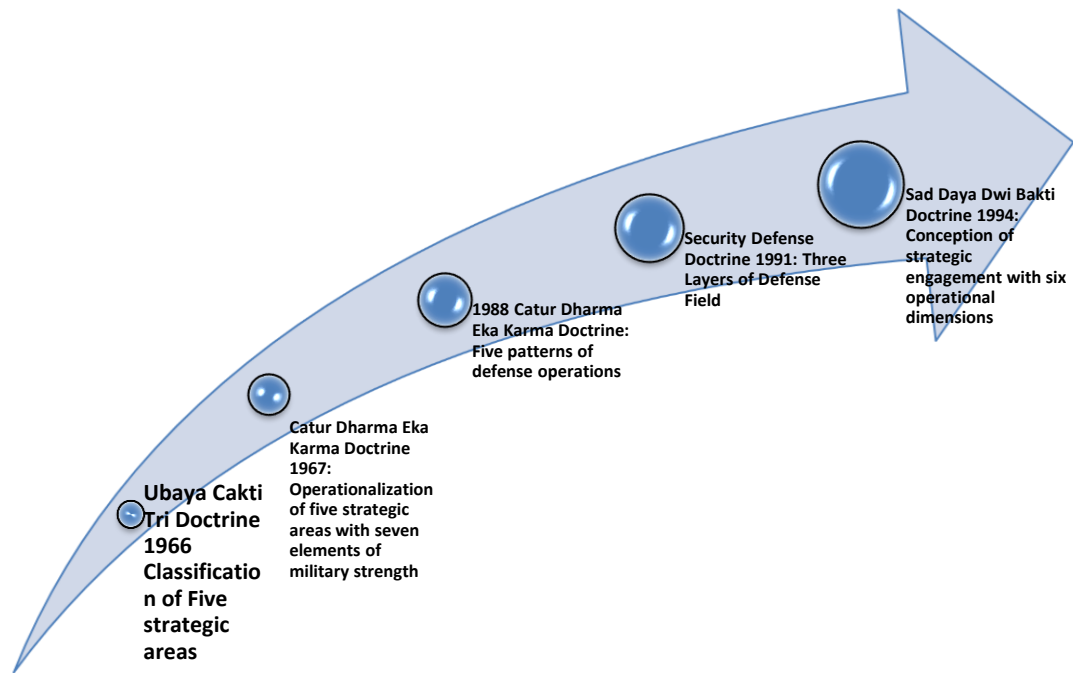 Ubaya Cakti
Tri Doctrine
1966
Classificatio
n of Five
strategic
areas
Catur Dharma Eka
Karma Doctrine
1967:
Operationalization
of five strategic
areas with seven
elements of
military strength
1988 Catur Dharma
Eka Karma Doctrine:
Five patterns of
defense operations
Security Defense
Doctrine 1991: Three
Layers of Defense
Field
Sad Daya Dwi Bakti
Doctrine 1994:
Conception of
strategic
engagement with six
operational
dimensions